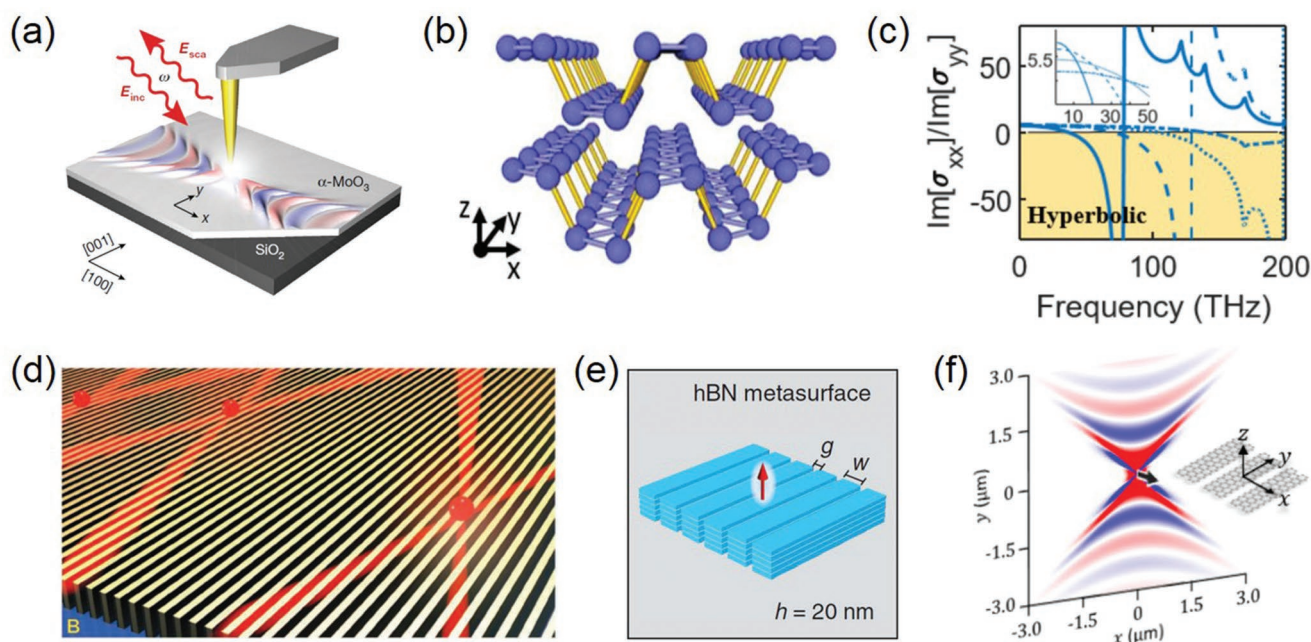 (a)
E_sca
ω
E_inc
α-MoO₃
y
x
SiO₂
[001]
[100]
(b)
z
y
x
(c)
Im[σ_xx]/Im[σ_yy]
50
0
-50
5.5
10 30 50
Hyperbolic
0 100 200
Frequency (THz)
(d)
B
(e)
hBN metasurface
g
w
h = 20 nm
(f)
3.0
1.5
0
-1.5
-3.0
y (μm)
z
y
x
-3.0 -1.5 0 1.5 3.0
x (μm)